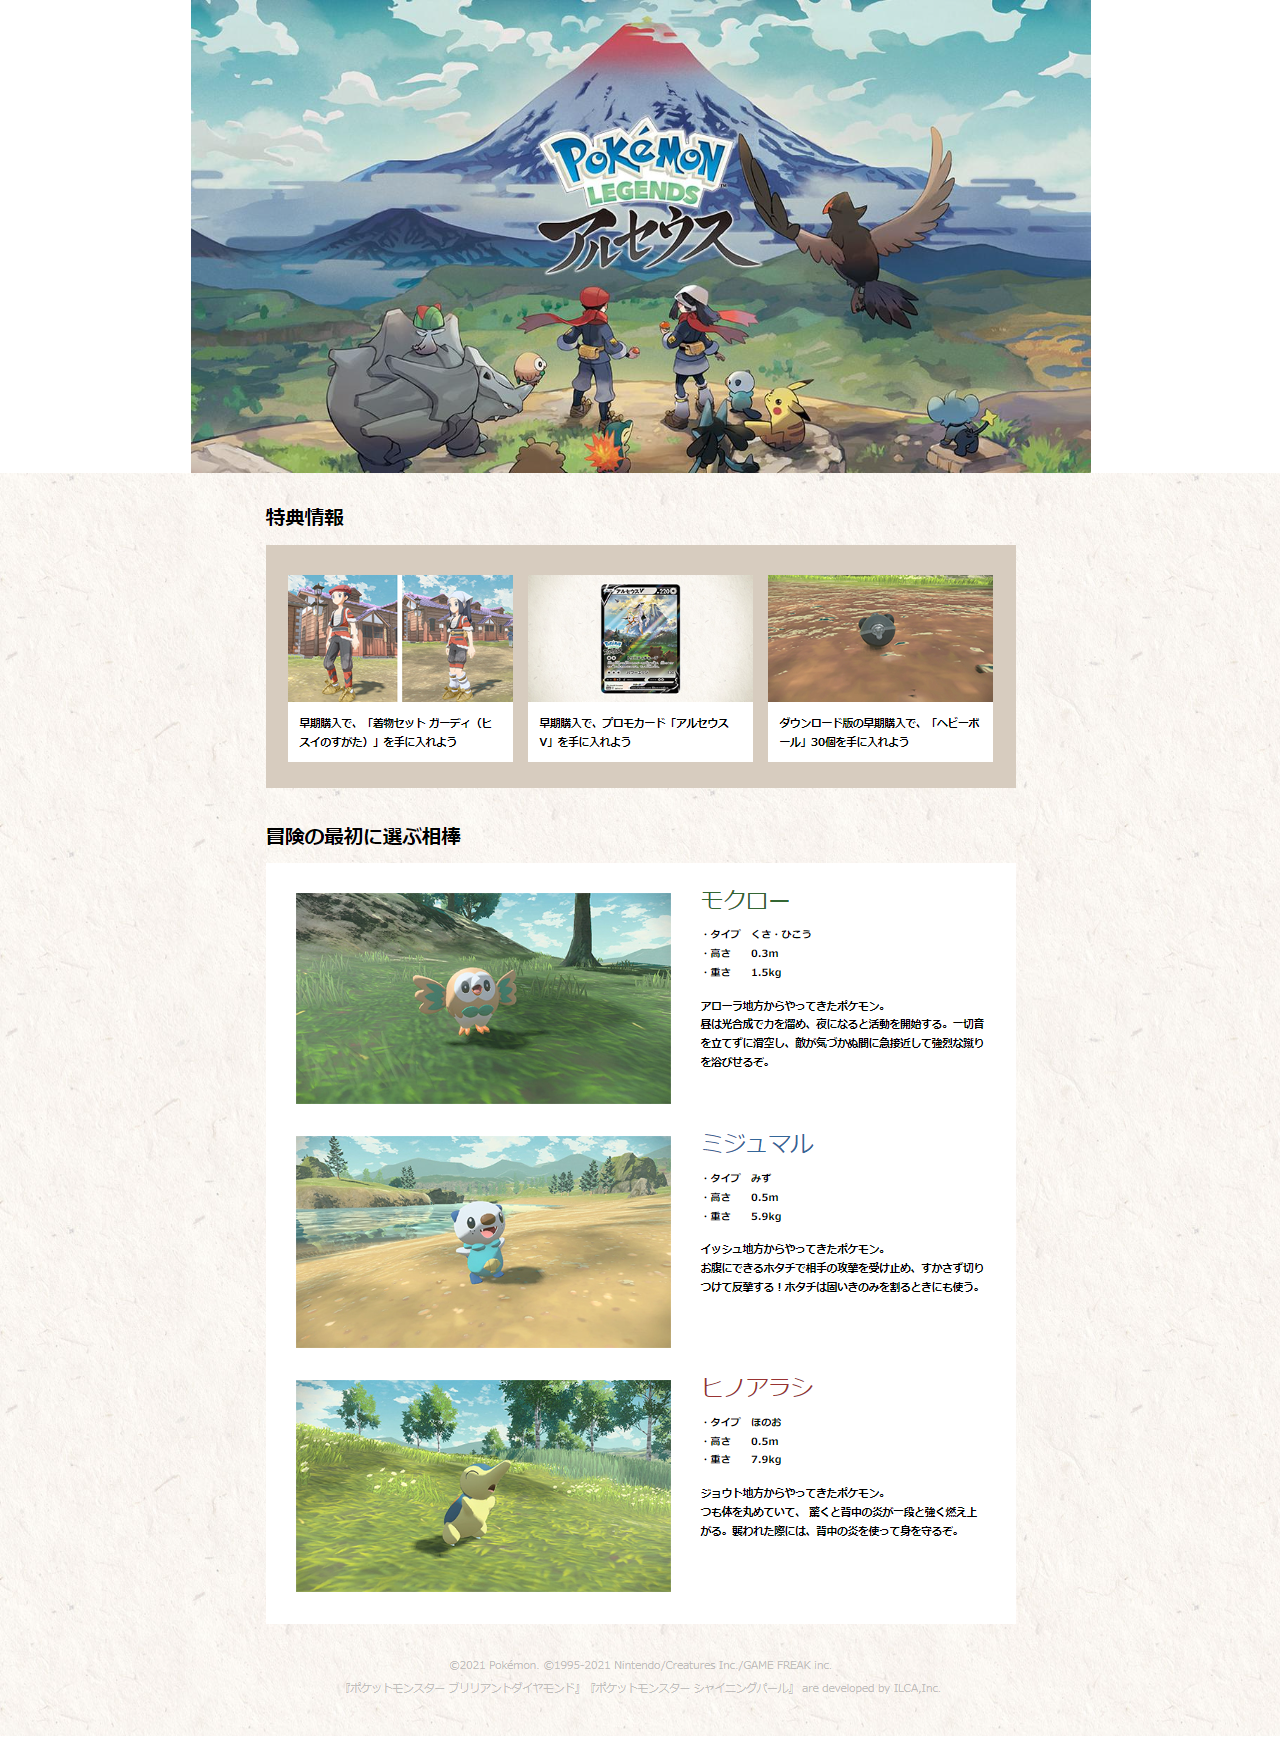 POKéMON
LEGENDS
アルセウス
特典情報
アルセウスV
220
早期購入で、「着物セット ガーディ（ヒ
スイのすがた）」を手に入れよう
早期購入で、プロモカード「アルセウス
V」を手に入れよう
ダウンロード版の早期購入で、「ヘビーボ
ール」30個を手に入れよう
冒険の最初に選ぶ相棒
モクロー
・タイプ　くさ・ひこう
・高さ　　0.3m
・重さ　　1.5kg
アローラ地方からやってきたポケモン。
昼は光合成で力を溜め、夜になると活動を開始する。一切音
を立てずに滑空し、敵が気づかぬ間に急接近して強烈な蹴り
を浴びせるぞ。
ミジュマル
・タイプ　みず
・高さ　　0.5m
・重さ　　5.9kg
イッシュ地方からやってきたポケモン。
お腹にできるホタチで相手の攻撃を受け止め、すかさず切り
つけて反撃する！ホタチは固いきのみを割るときにも使う。
ヒノアラシ
・タイプ　ほのお
・高さ　　0.5m
・重さ　　7.9kg
ジョウト地方からやってきたポケモン。
つも体を丸めていて、 驚くと背中の炎が一段と強く燃え上
がる。襲われた際には、背中の炎を使って身を守るぞ。
©2021 Pokémon. ©1995-2021 Nintendo/Creatures Inc./GAME FREAK inc.
『ポケットモンスター ブリリアントダイヤモンド』『ポケットモンスター シャイニングパール』 are developed by ILCA,Inc.